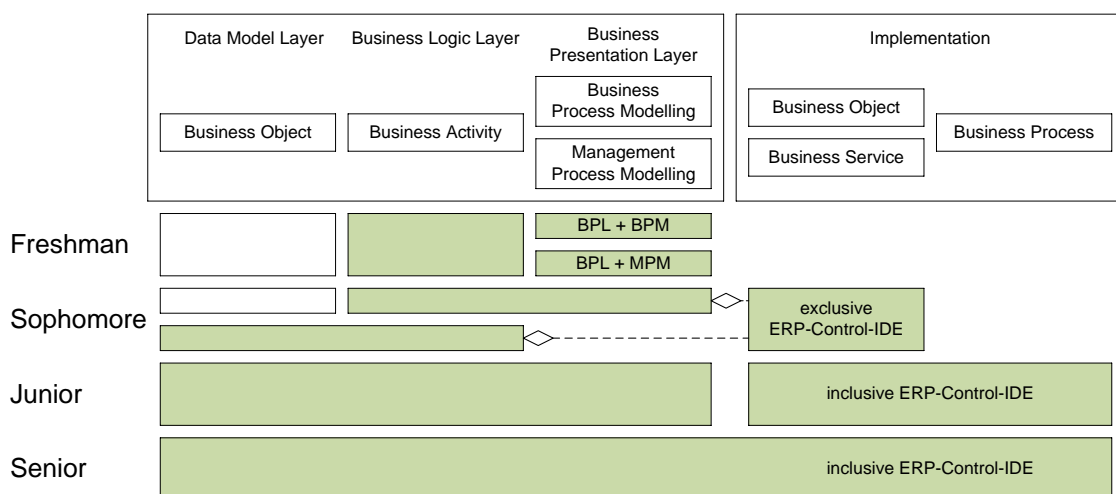 Data Model Layer
Business Logic Layer
Business
Presentation Layer
Implementation
Business Object
Business Activity
Business
Process Modelling
Management
Process Modelling
Business Object
Business Service
Business Process
Freshman
BPL + BPM
BPL + MPM
Sophomore
exclusive
ERP-Control-IDE
Junior
inclusive ERP-Control-IDE
Senior
inclusive ERP-Control-IDE